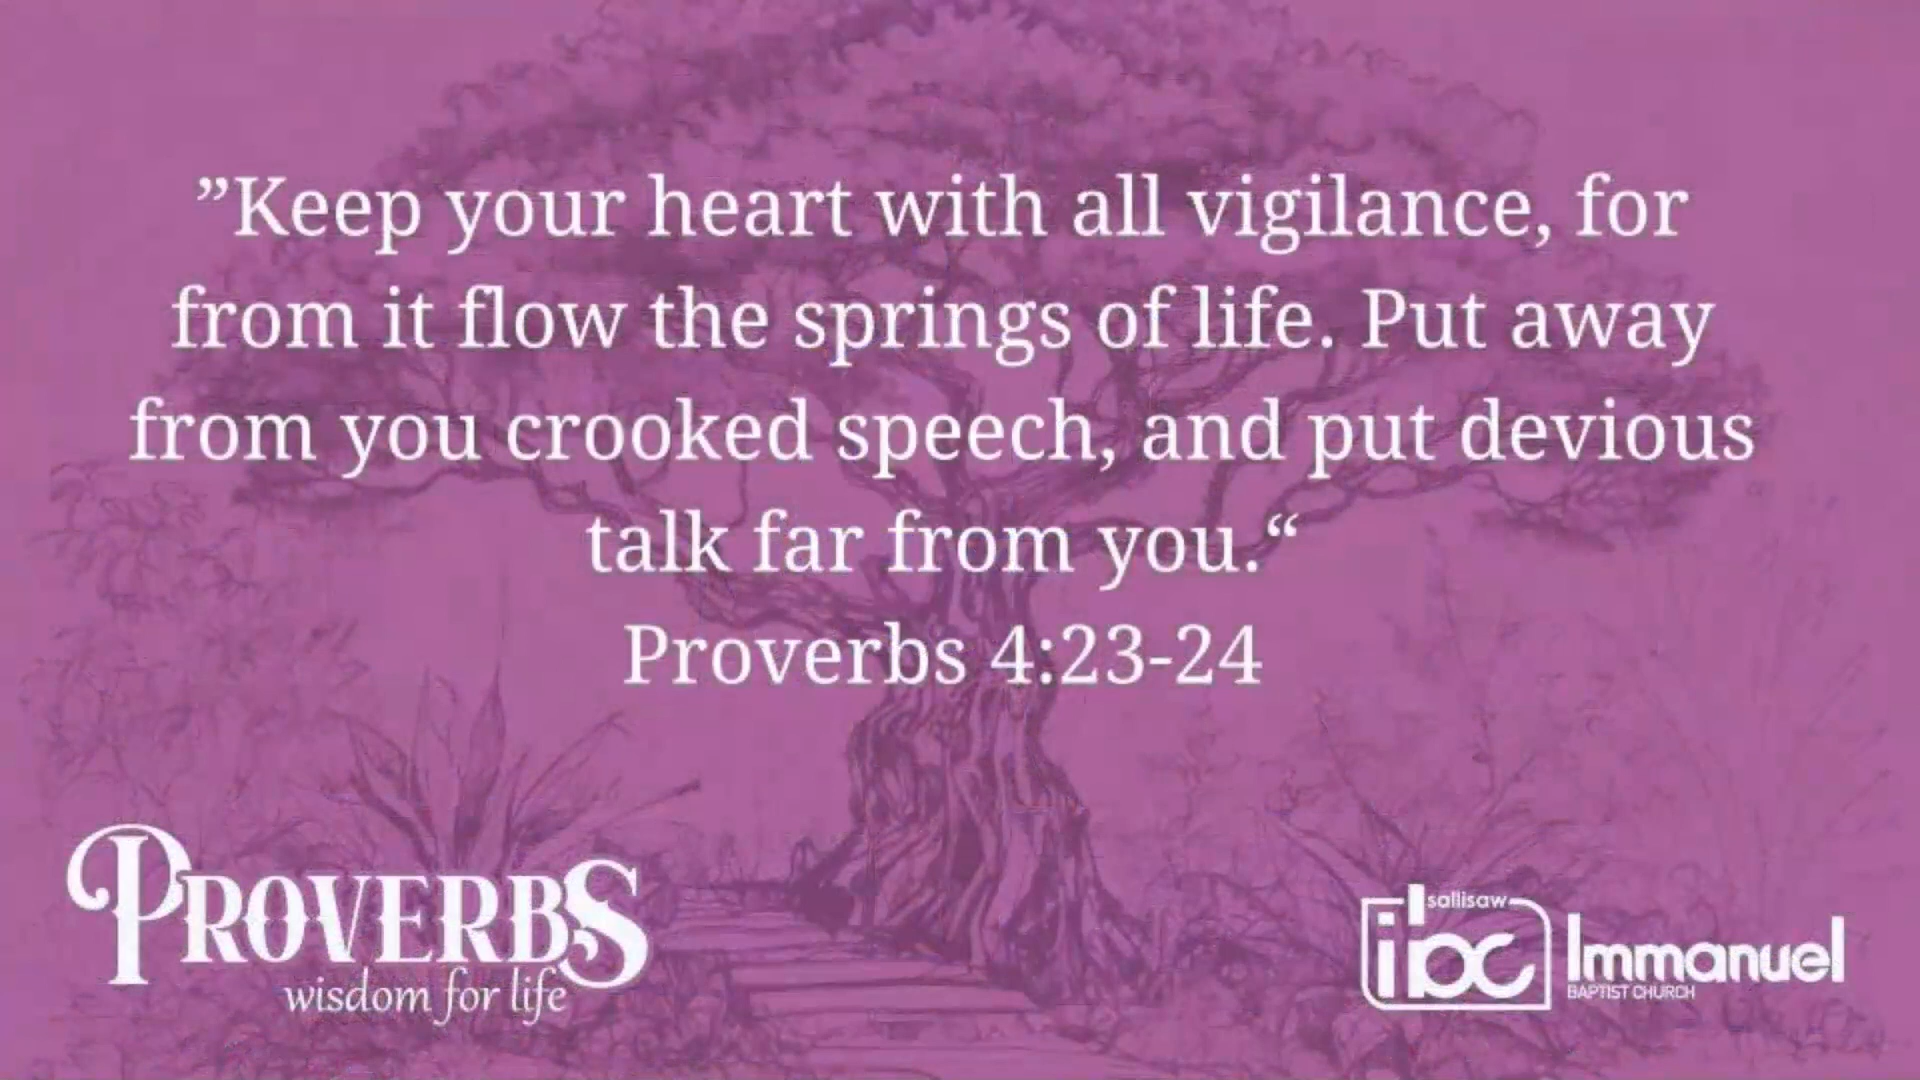 ”Keep your heart with all vigilance, for
from it flow the springs of life. Put away
from you crooked speech, and put devious
talk far from you.“
Proverbs 4:23-24
PROVERBS
wisdom for life
sallisaw
ibc
Immanuel
BAPTIST CHURCH